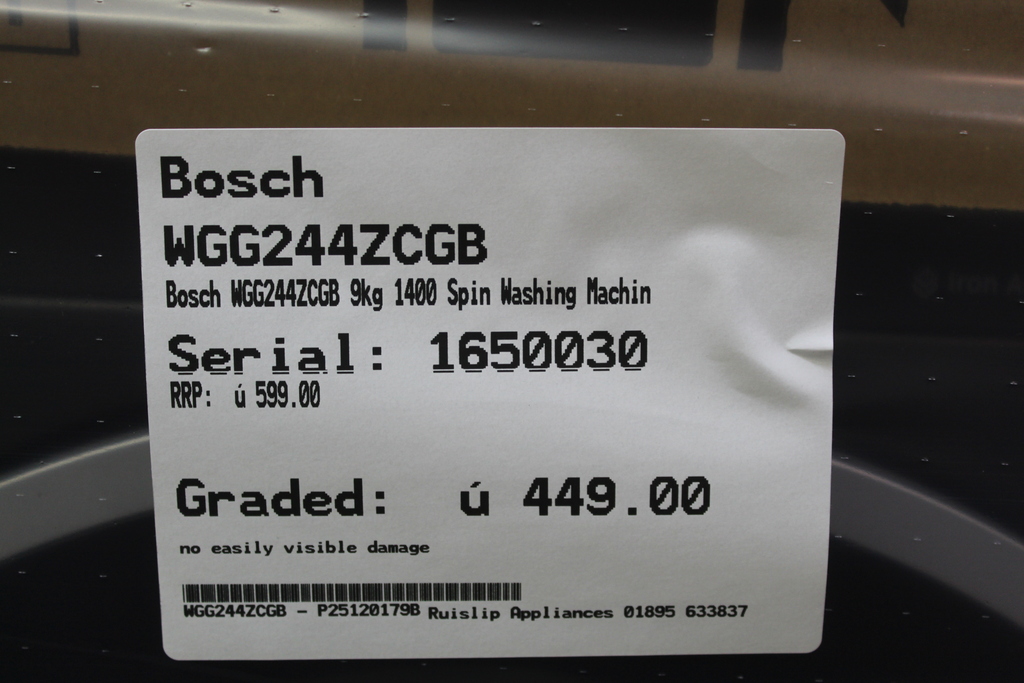 Bosch
WGG244ZCGB
Bosch WGG244ZCGB 9kg 1400 Spin Washing Machin
Serial: 1650030
RRP: ú 599.00
Graded: ú 449.00
no easily visible damage
WGG244ZCGB - P25120179B Ruislip Appliances 01895 633837